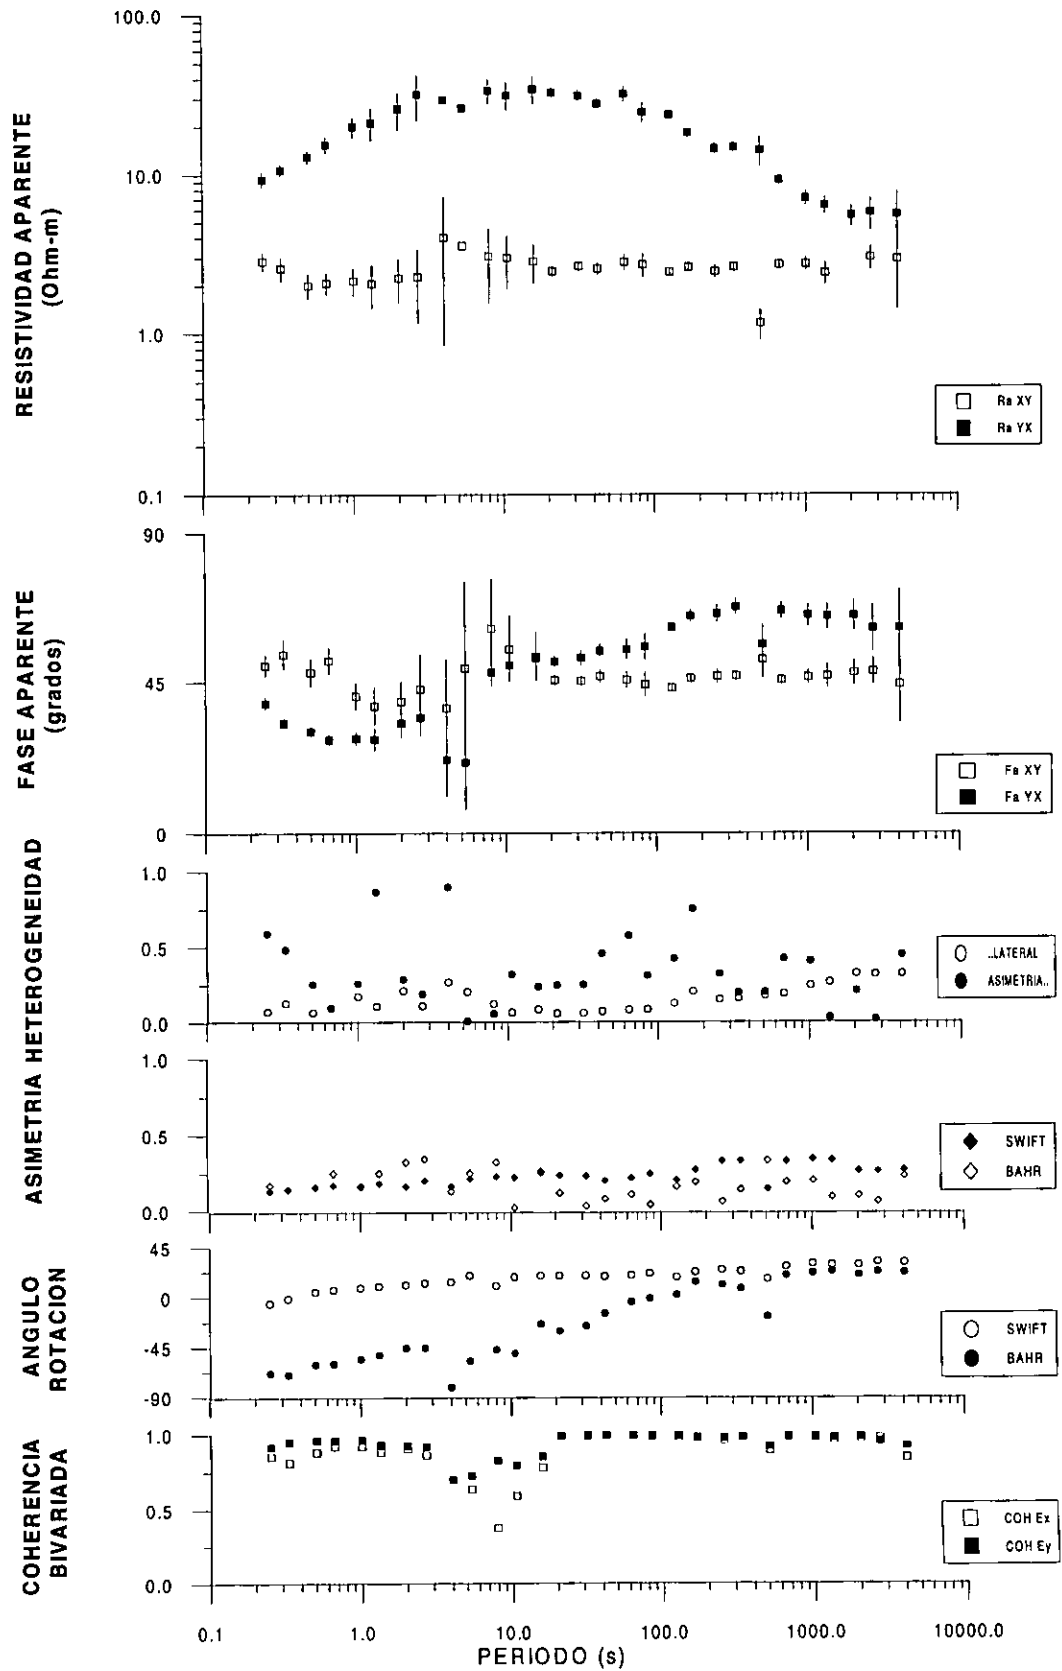 RESISTIVIDAD APARENTE
(Ohm-m)
100.0
10.0
1.0
0.1
Ra XY
Ra YX
FASE APARENTE
(grados)
90
45
0
Fa XY
Fa YX
ASIMETRIA HETEROGENEIDAD
1.0
0.5
0.0
..LATERAL
ASIMETRIA..
1.0
0.5
0.0
SWIFT
BAHR
ANGULO
ROTACION
45
0
-45
-90
SWIFT
BAHR
COHERENCIA
BIVARIADA
1.0
0.5
0.0
COH Ex
COH Ey
0.1
1.0
10.0
100.0
1000.0
10000.0
PERIODO (s)